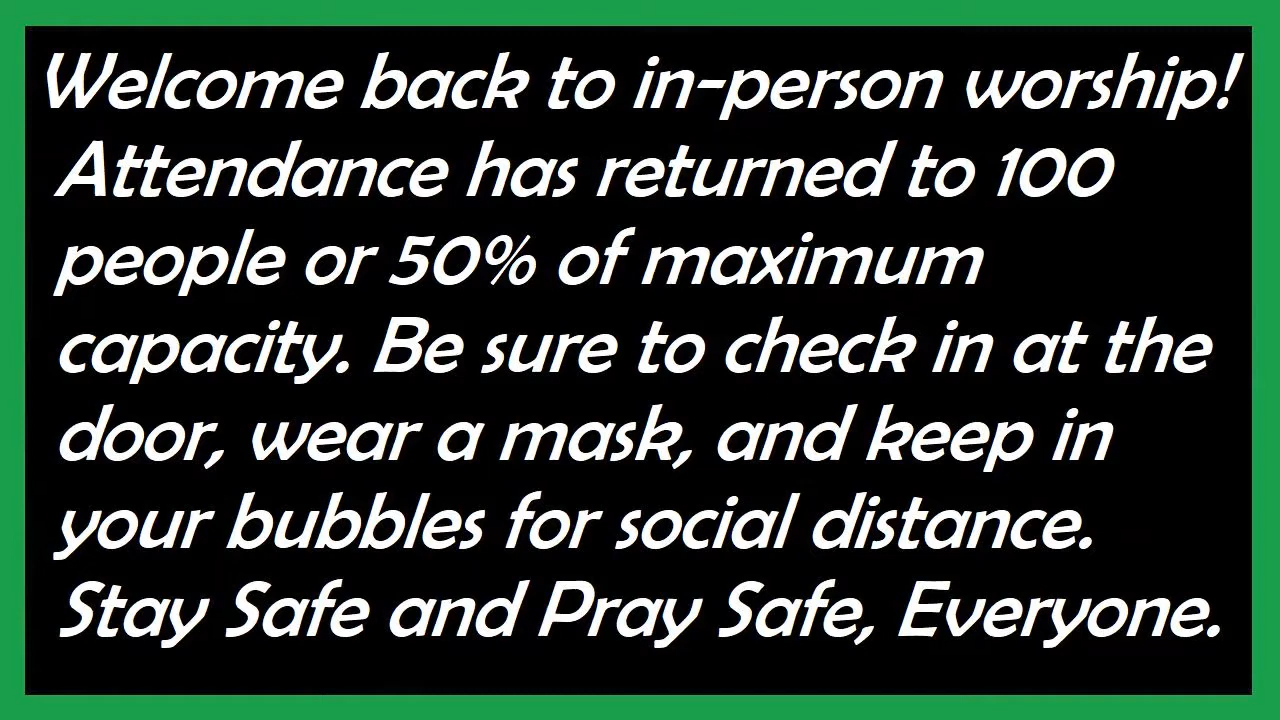 Welcome back to in-person worship!
Attendance has returned to 100
people or 50% of maximum
capacity. Be sure to check in at the
door, wear a mask, and keep in
your bubbles for social distance.
Stay Safe and Pray Safe, Everyone.